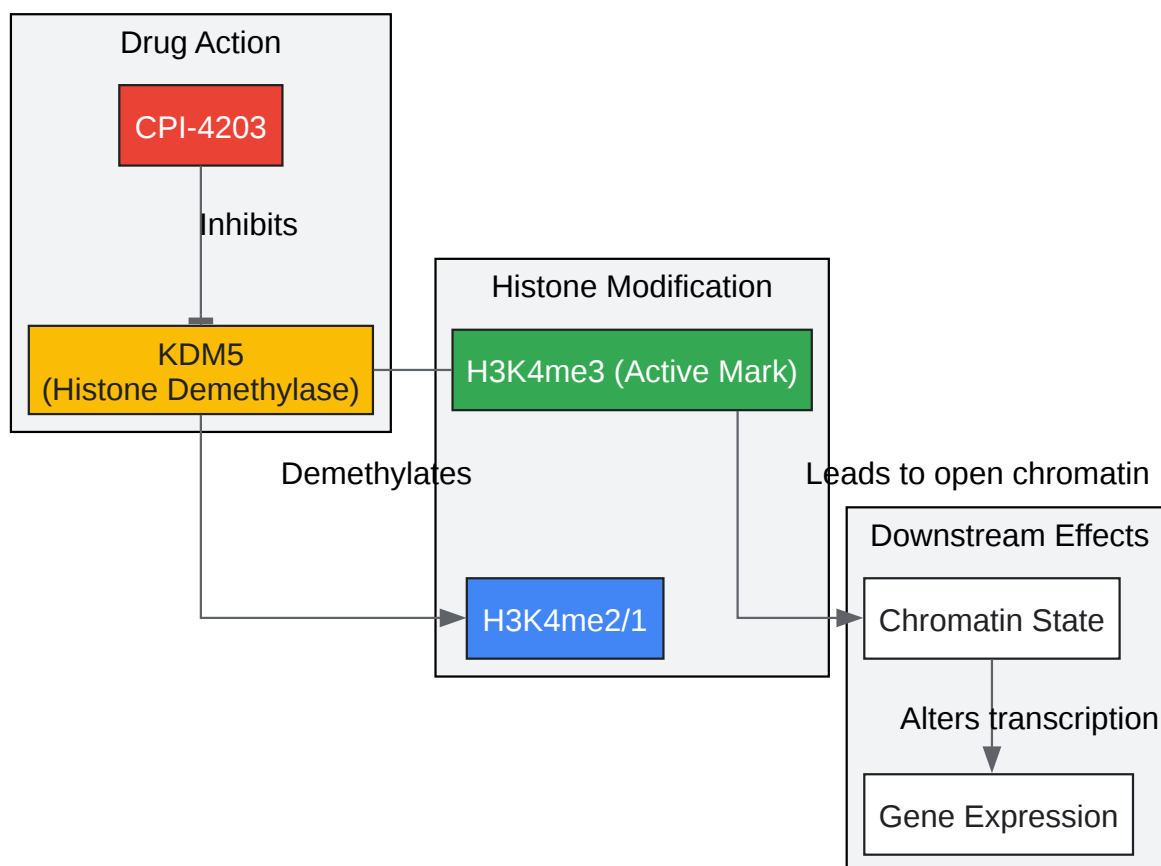 Drug Action
CPI-4203
Inhibits
KDM5
(Histone Demethylase)
Histone Modification
H3K4me3 (Active Mark)
Demethylates
H3K4me2/1
Leads to open chromatin
Downstream Effects
Chromatin State
Alters transcription
Gene Expression